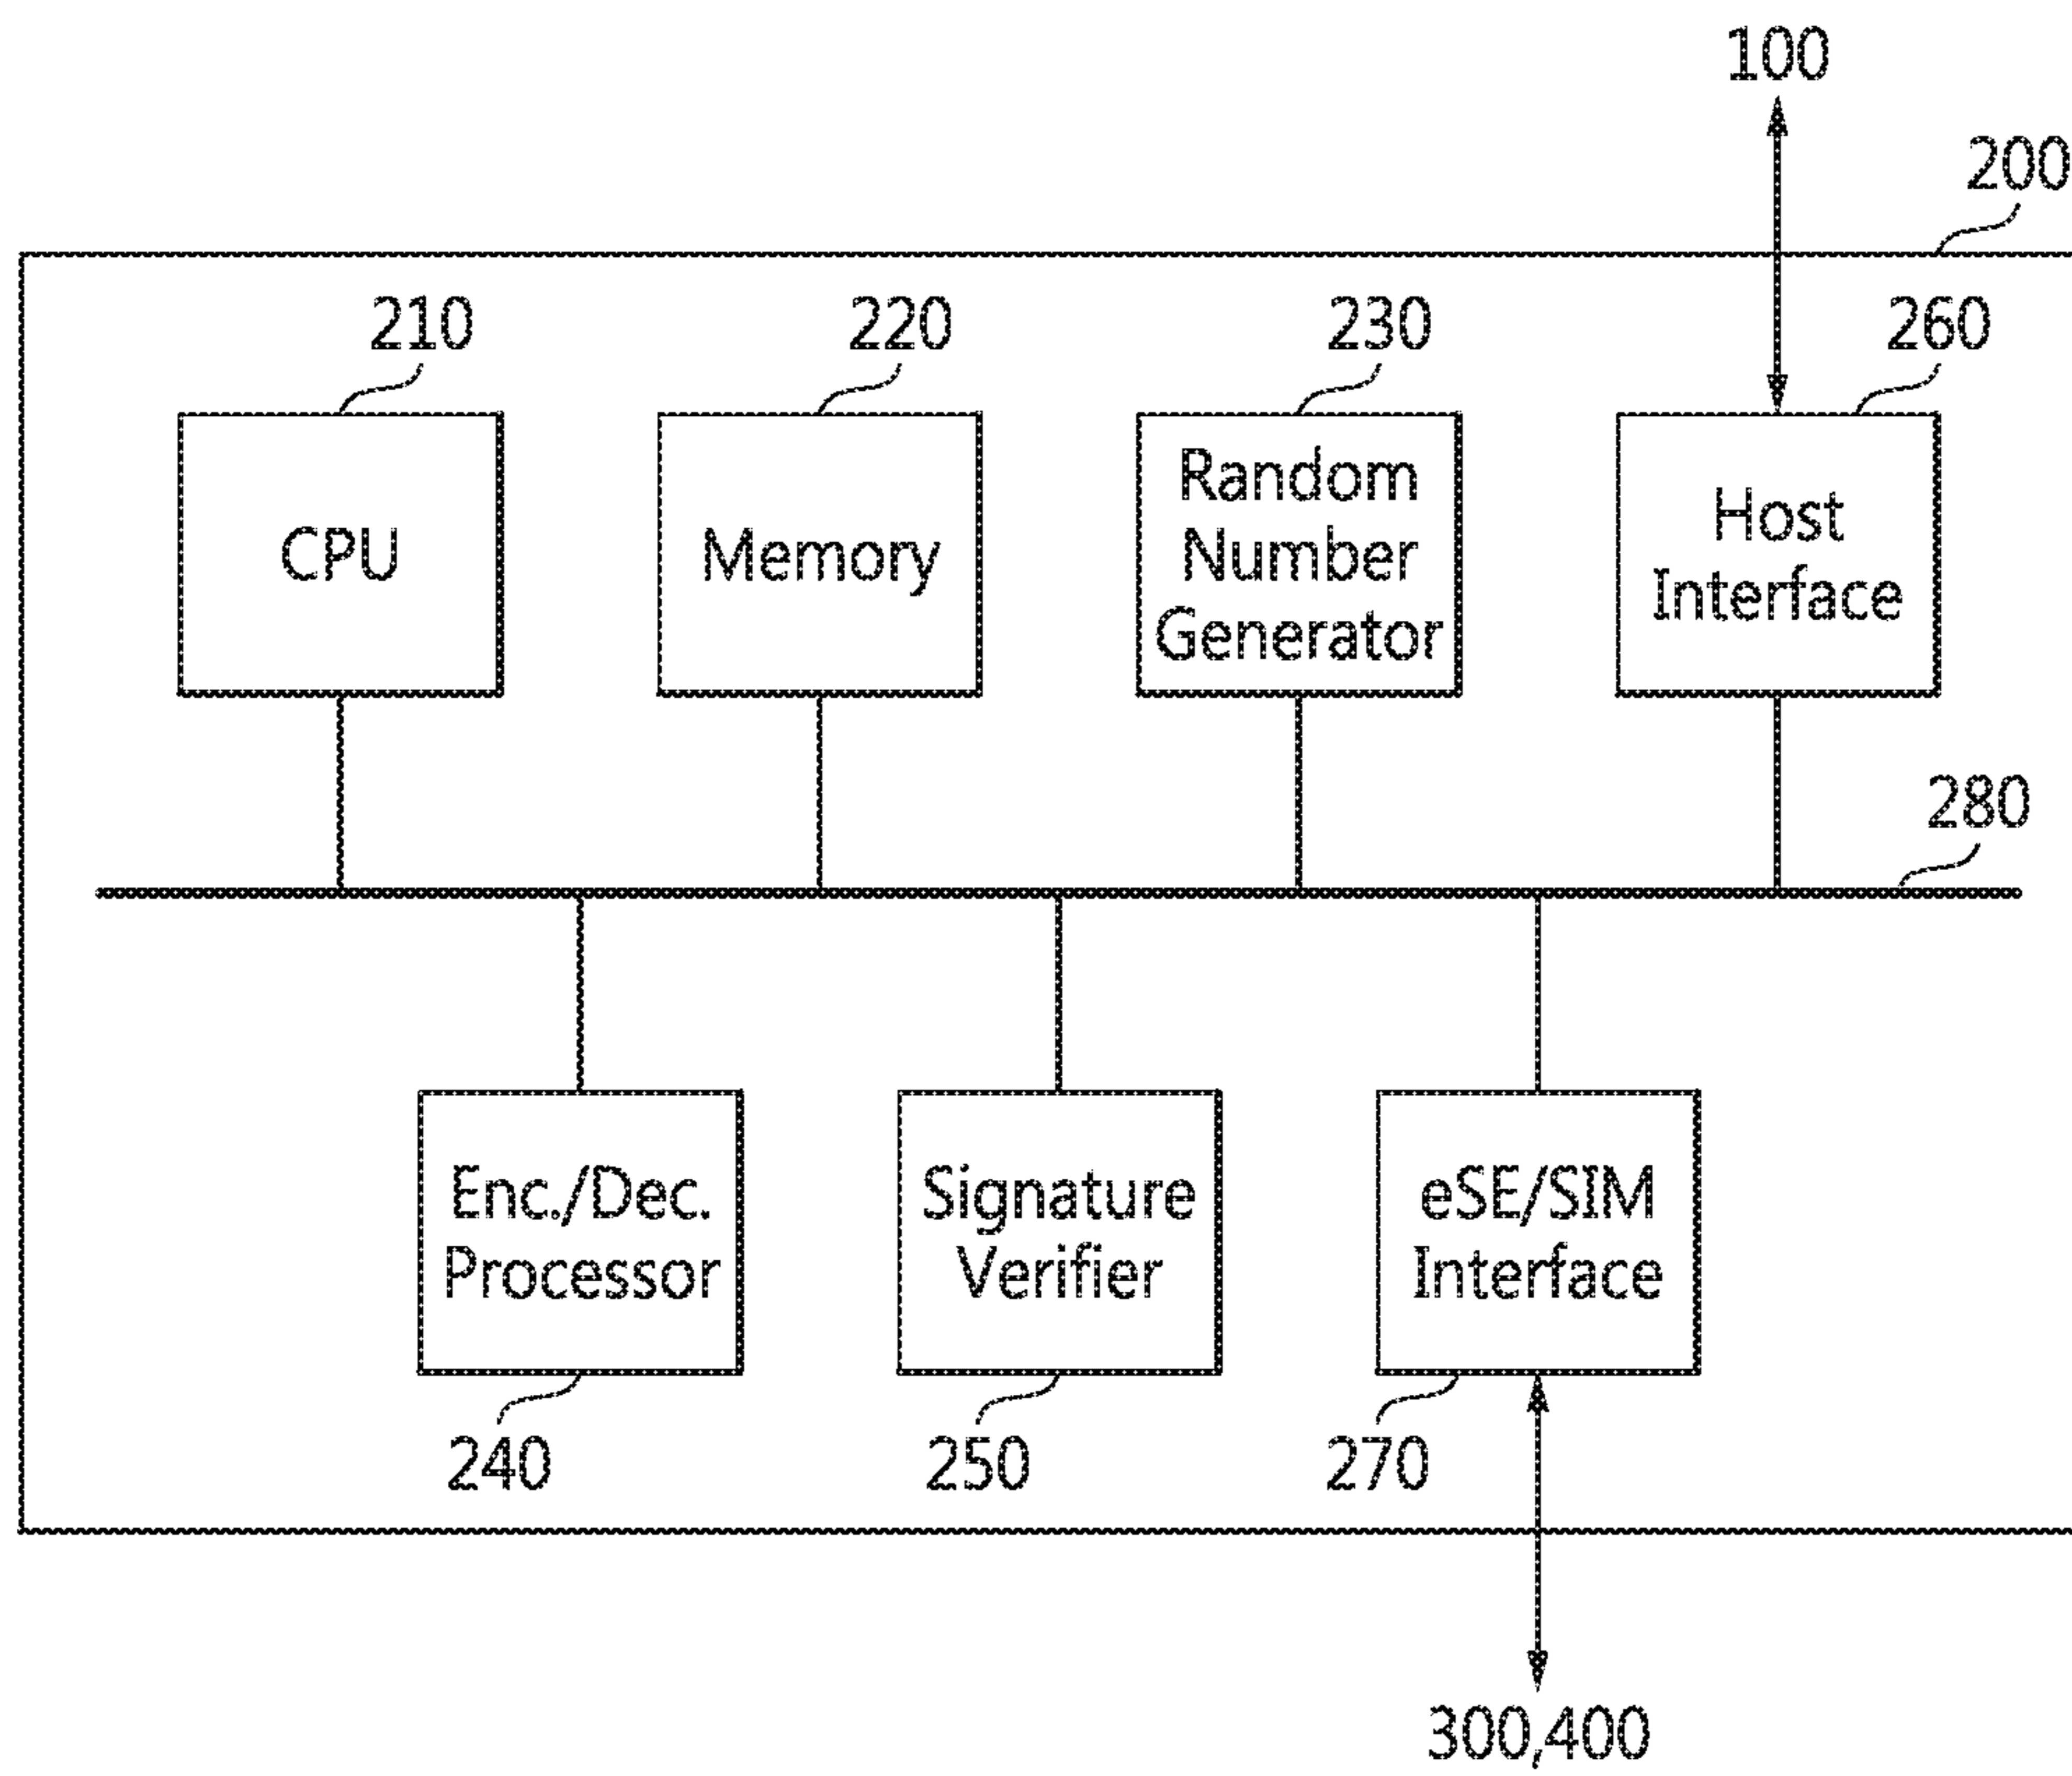 100
200
210
220
230
260
CPU
Memory
Random
Number
Generator
Host
Interface
280
Enc./Dec.
Processor
Signature
Verifier
eSE/SIM
Interface
240
250
270
300,400